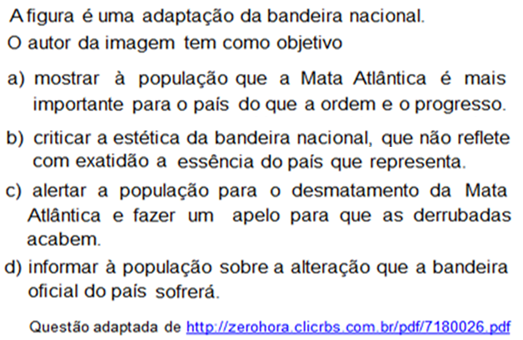 A figura é uma adaptação da bandeira nacional.
O autor da imagem tem como objetivo
a) mostrar à população que a Mata Atlântica é mais
importante para o país do que a ordem e o progresso.
b) criticar a estética da bandeira nacional, que não reflete
com exatidão a essência do país que representa.
c) alertar a população para o desmatamento da Mata
Atlântica e fazer um apelo para que as derrubadas
acabem.
d) informar à população sobre a alteração que a bandeira
oficial do país sofrerá.
Questão adaptada de http://zerohora.clicrbs.com.br/pdf/7180026.pdf